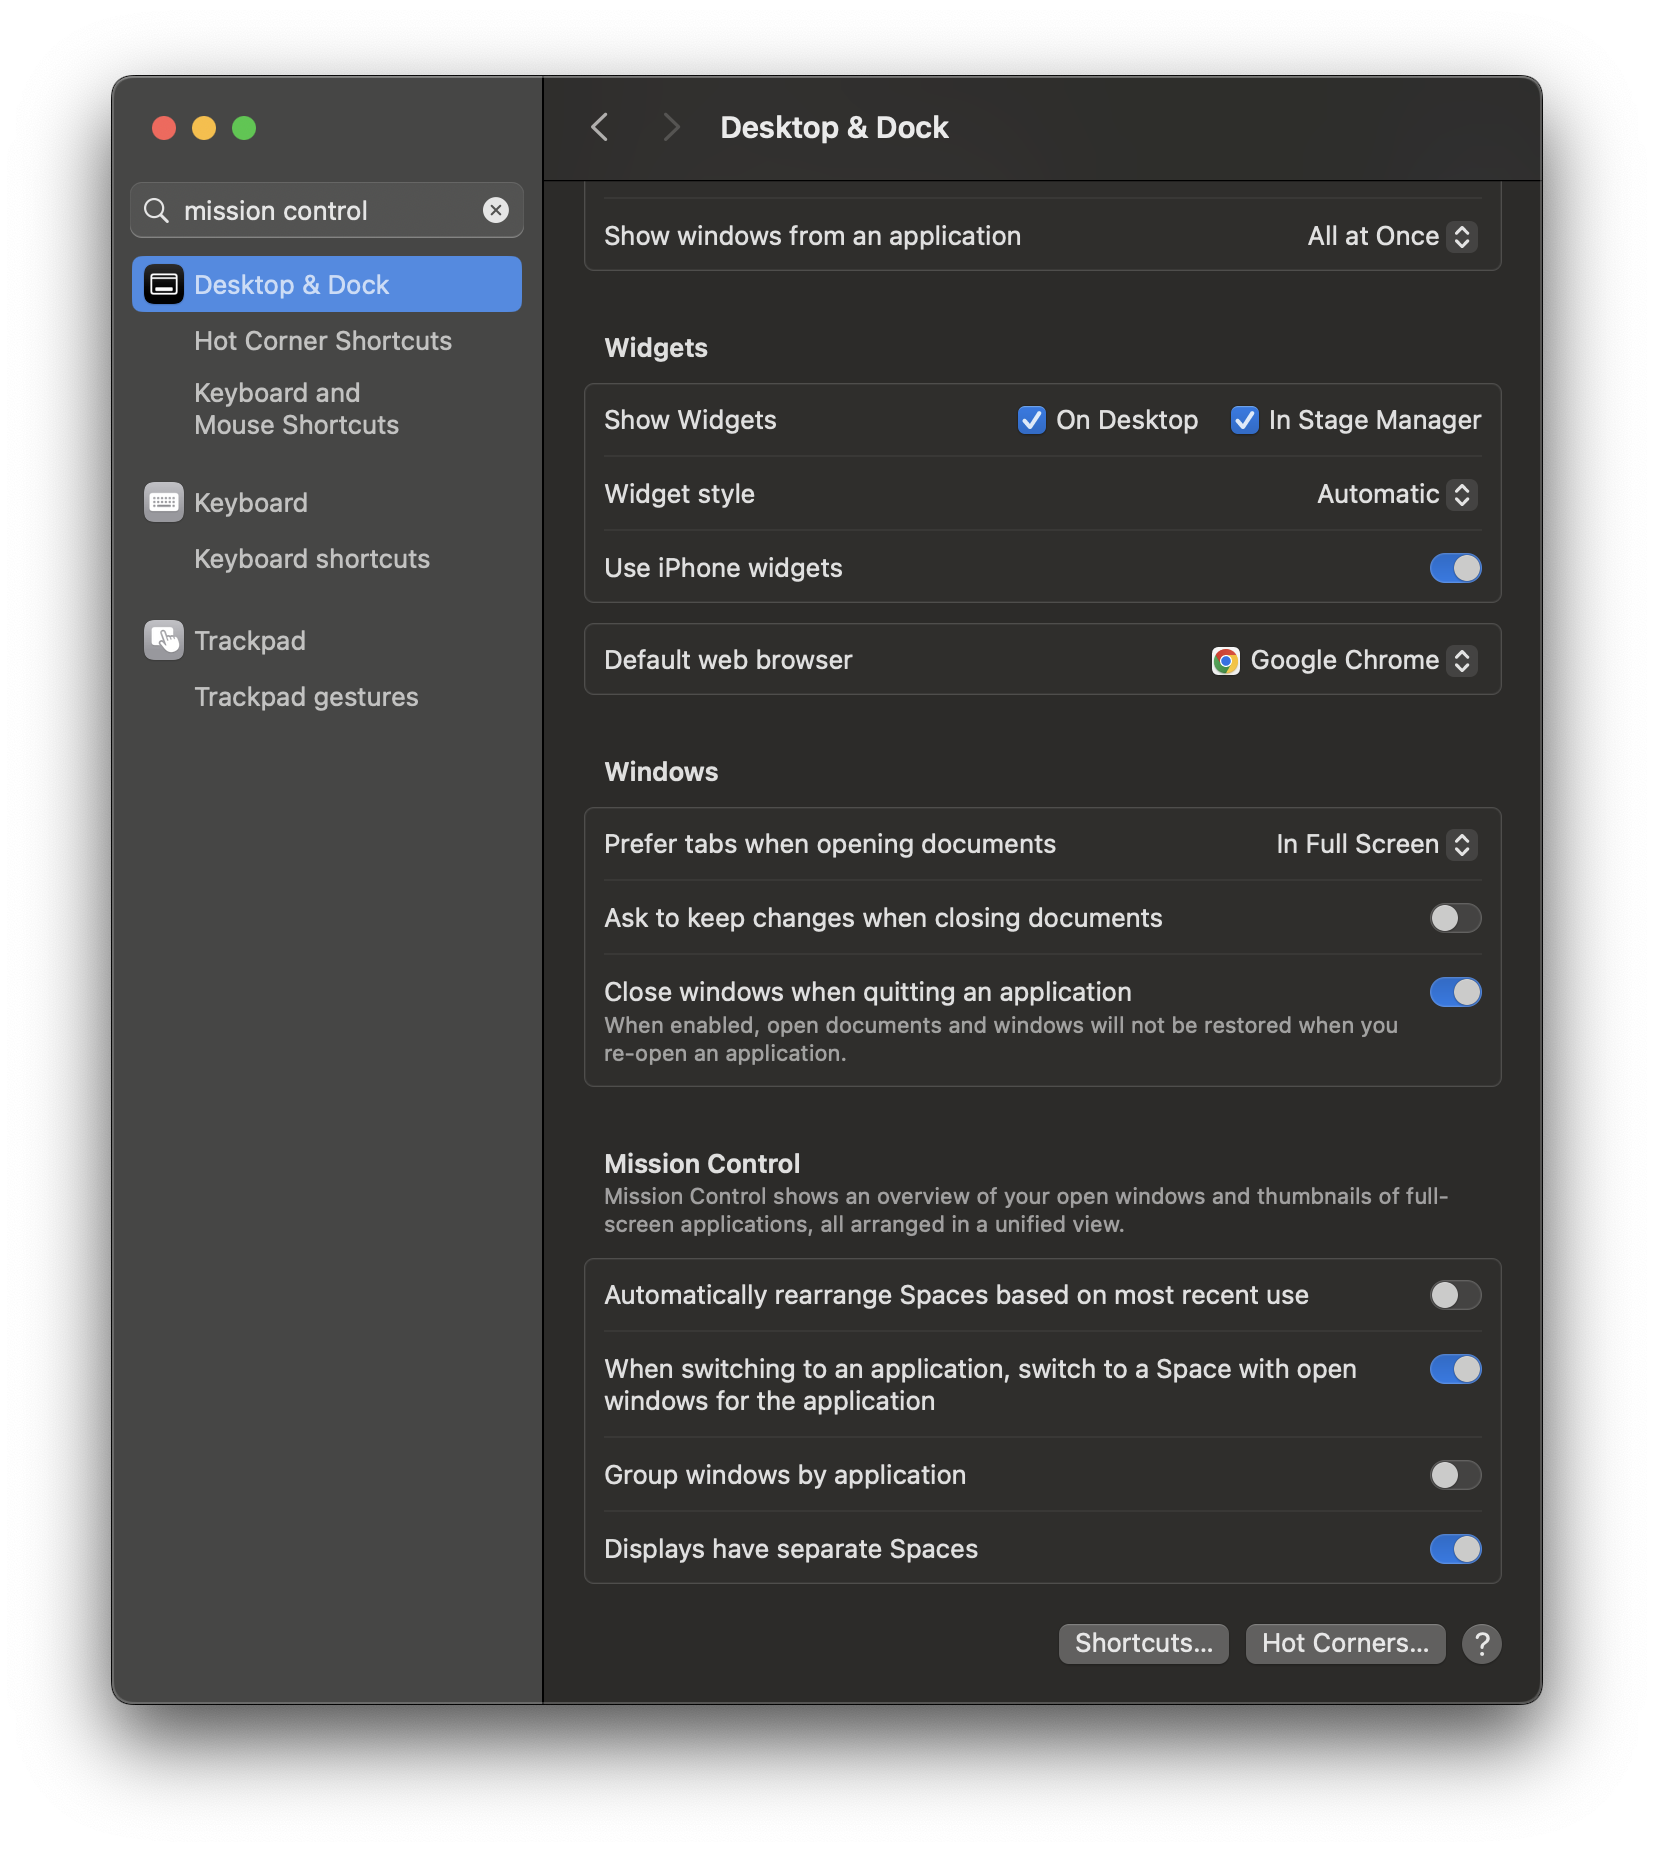 mission control
Desktop & Dock
Hot Corner Shortcuts
Keyboard and
Mouse Shortcuts
Keyboard
Keyboard shortcuts
Trackpad
Trackpad gestures
Desktop & Dock
Show windows from an application All at Once
Widgets
Show Widgets On Desktop In Stage Manager
Widget style Automatic
Use iPhone widgets
Default web browser Google Chrome
Windows
Prefer tabs when opening documents In Full Screen
Ask to keep changes when closing documents
Close windows when quitting an application
When enabled, open documents and windows will not be restored when you
re-open an application.
Mission Control
Mission Control shows an overview of your open windows and thumbnails of full-
screen applications, all arranged in a unified view.
Automatically rearrange Spaces based on most recent use
When switching to an application, switch to a Space with open
windows for the application
Group windows by application
Displays have separate Spaces
Shortcuts... Hot Corners... ?